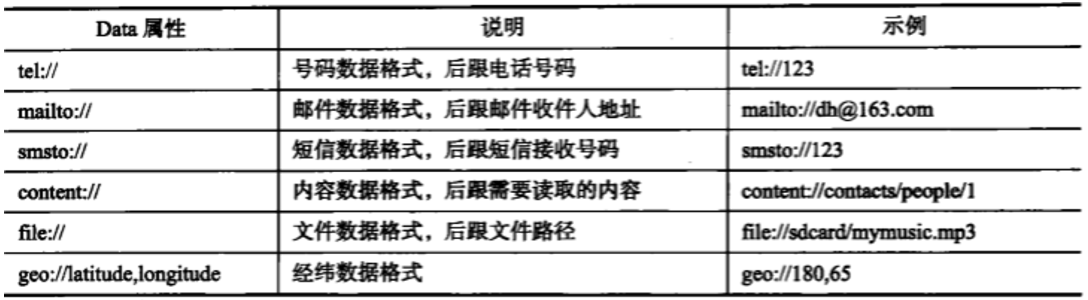 Data 属性 说明 示例
tel:// 号码数据格式，后跟电话号码 tel://123
mailto:// 邮件数据格式，后跟邮件收件人地址 mailto://dh@163.com
smsto:// 短信数据格式，后跟短信接收号码 smsto://123
content:// 内容数据格式，后跟需要读取的内容 content://contacts/people/1
file:// 文件数据格式，后跟文件路径 file://sdcard/mymusic.mp3
geo://latitude,longitude 经纬数据格式 geo://180,65